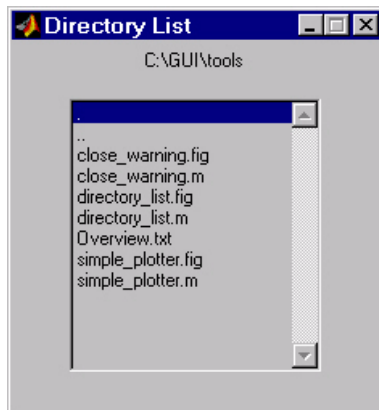 Directory List
C:\GUI\tools
.
..
close_warning.fig
close_warning.m
directory_list.fig
directory_list.m
Overview.txt
simple_plotter.fig
simple_plotter.m